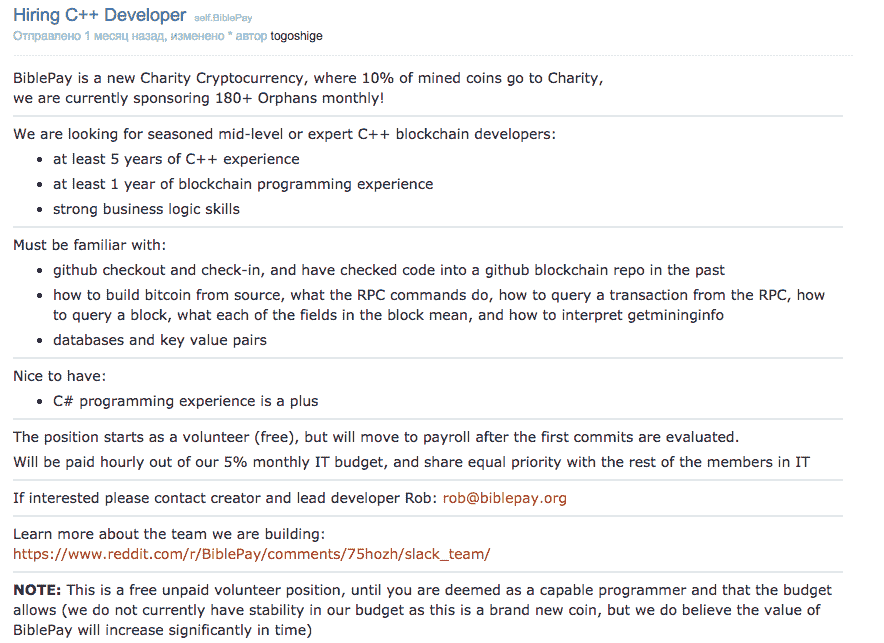 Hiring C++ Developer self.BiblePay
Отправлено 1 месяц назад, изменено * автор togoshige
BiblePay is a new Charity Cryptocurrency, where 10% of mined coins go to Charity,
we are currently sponsoring 180+ Orphans monthly!
We are looking for seasoned mid-level or expert C++ blockchain developers:
• at least 5 years of C++ experience
• at least 1 year of blockchain programming experience
• strong business logic skills
Must be familiar with:
• github checkout and check-in, and have checked code into a github blockchain repo in the past
• how to build bitcoin from source, what the RPC commands do, how to query a transaction from the RPC, how
to query a block, what each of the fields in the block mean, and how to interpret getmininginfo
• databases and key value pairs
Nice to have:
• C# programming experience is a plus
The position starts as a volunteer (free), but will move to payroll after the first commits are evaluated.
Will be paid hourly out of our 5% monthly IT budget, and share equal priority with the rest of the members in IT
If interested please contact creator and lead developer Rob: rob@biblepay.org
Learn more about the team we are building:
https://www.reddit.com/r/BiblePay/comments/75hozh/slack_team/
NOTE: This is a free unpaid volunteer position, until you are deemed as a capable programmer and that the budget
allows (we do not currently have stability in our budget as this is a brand new coin, but we do believe the value of
BiblePay will increase significantly in time)